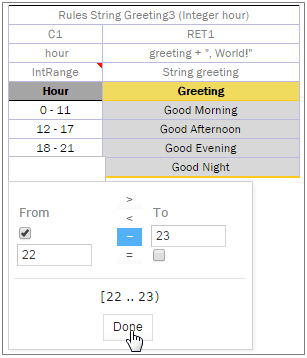 Rules String Greeting3 (Integer hour)
C1 RET1
hour greeting + ", World!"
IntRange String greeting
Hour Greeting
0 - 11 Good Morning
12 - 17 Good Afternoon
18 - 21 Good Evening
Good Night
>
From To
<
– 23
22 =
[22 .. 23)
Done